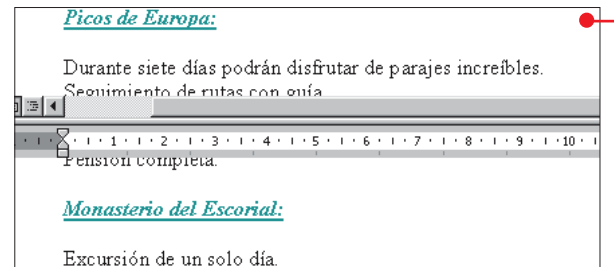 Picos de Europa:
Durante siete días podrán disfrutar de parajes increíbles.
Seguimiento de rutas con guía
1 2 3 4 5 6 7 8 9 10
Pensión completa.
Monasterio del Escorial:
Excursión de un solo día.